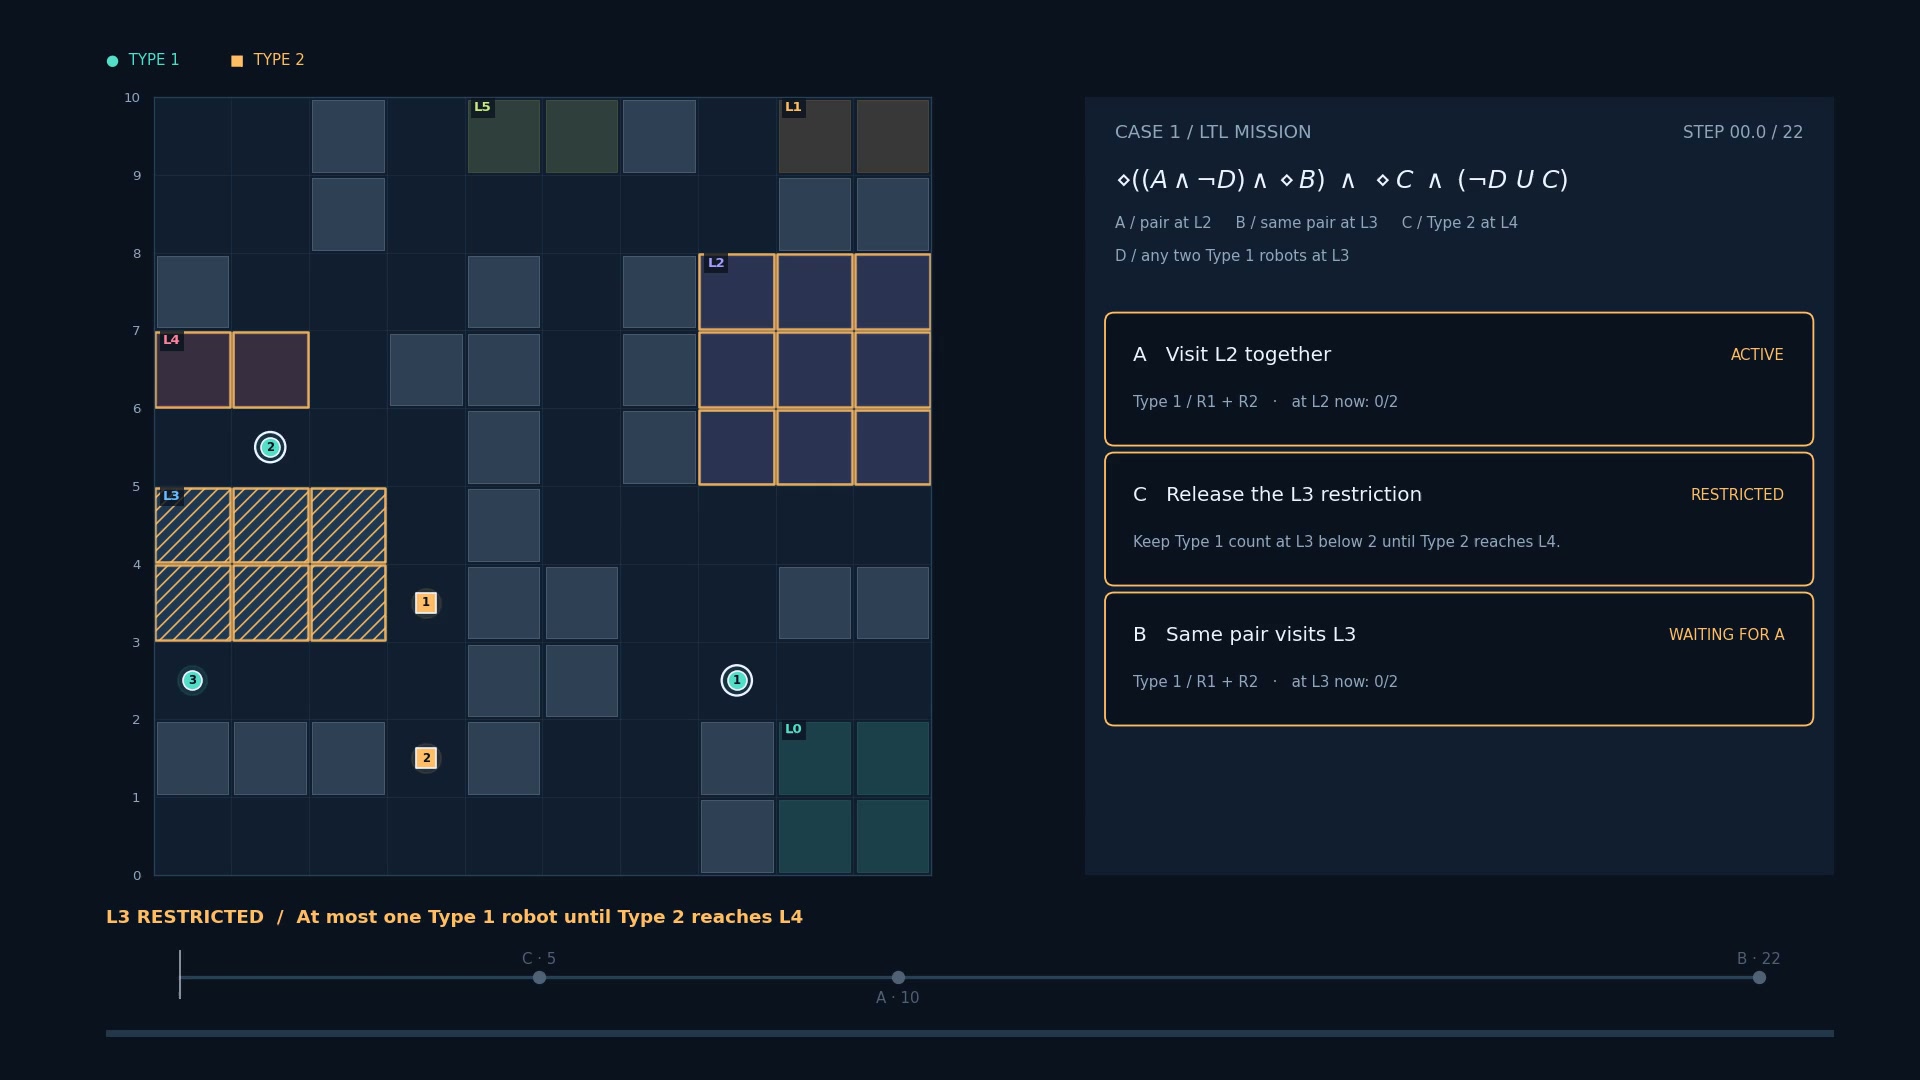 ● TYPE 1 ■ TYPE 2
10 L5 L1
9
8 L2
7 L4
6
2
5 L3
4
1
3
3 1
2 L0
2
1
0
CASE 1 / LTL MISSION STEP 00.0 / 22
⋄((A ∧ ¬D) ∧ ⋄ B) ∧ ⋄ C ∧ (¬D U C)
A / pair at L2 B / same pair at L3 C / Type 2 at L4
D / any two Type 1 robots at L3
A Visit L2 together ACTIVE
Type 1 / R1 + R2 · at L2 now: 0/2
C Release the L3 restriction RESTRICTED
Keep Type 1 count at L3 below 2 until Type 2 reaches L4.
B Same pair visits L3 WAITING FOR A
Type 1 / R1 + R2 · at L3 now: 0/2
L3 RESTRICTED / At most one Type 1 robot until Type 2 reaches L4
C · 5 B · 22
A · 10